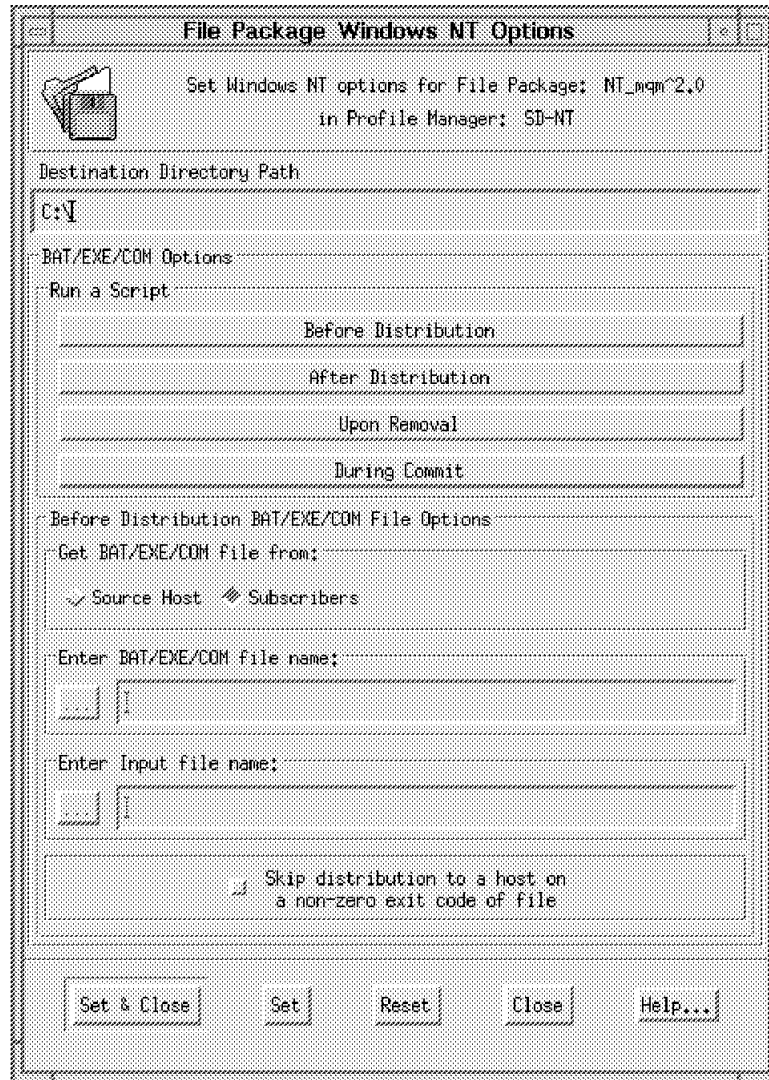 File Package Windows NT Options
Set Windows NT options for File Package: NT_mqm^2.0
in Profile Manager: SD-NT
Destination Directory Path
C:\
BAT/EXE/COM Options
Run a Script
Before Distribution
After Distribution
Upon Removal
During Commit
Before Distribution BAT/EXE/COM File Options
Get BAT/EXE/COM file from:
Source Host Subscribers
Enter BAT/EXE/COM file name:
...
Enter Input file name:
...
Skip distribution to a host on
a non-zero exit code of file
Set & Close Set Reset Close Help...